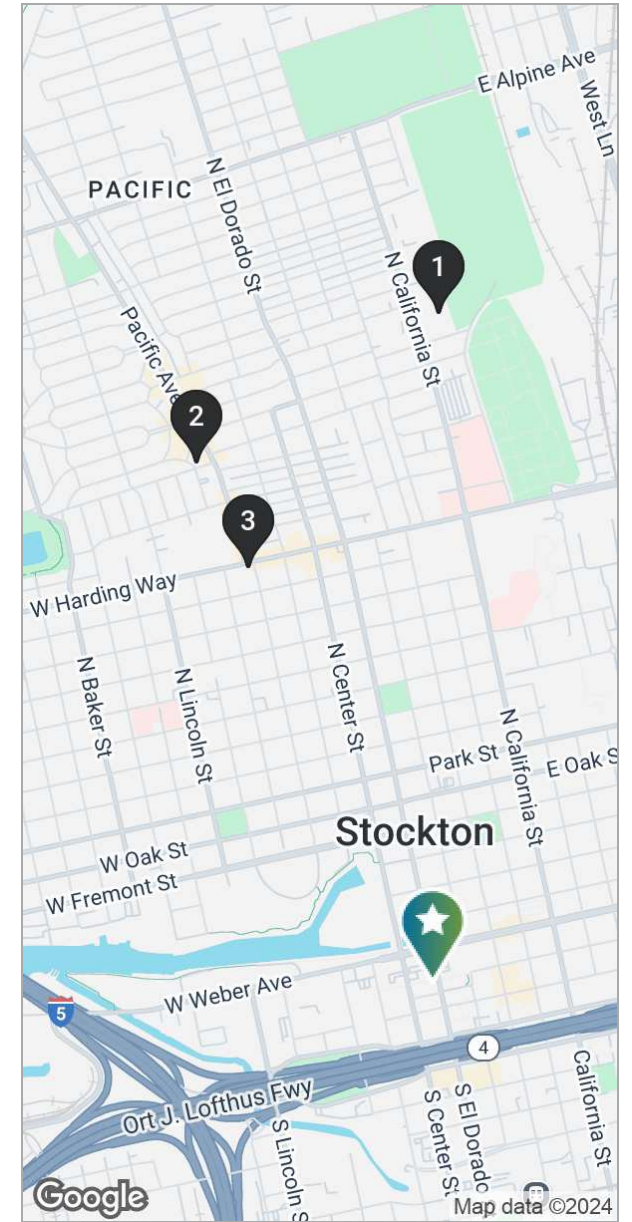 E Alpine Ave
West Ln
PACIFIC
N El Dorado St
1
N California St
Pacific Ave
2
3
W Harding Way
N Baker St
N Lincoln St
N Center St
Park St
N California St
E Oak S
Stockton
W Oak St
W Fremont St
W Weber Ave
5
4
Ort J. Lofthus Fwy
S Lincoln S
S Center St
S El Dorado
California St
Google
Map data ©2024